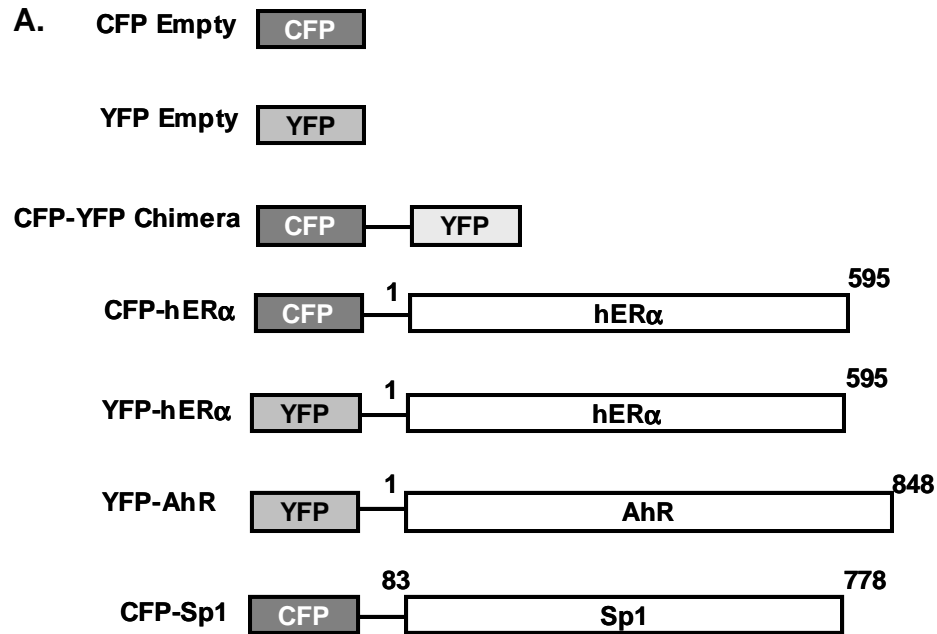 A.
CFP Empty CFP
YFP Empty YFP
CFP-YFP Chimera CFP YFP
1 595
CFP-hERα CFP hERα
1 595
YFP-hERα YFP hERα
1 848
YFP-AhR YFP AhR
83 778
CFP-Sp1 CFP Sp1